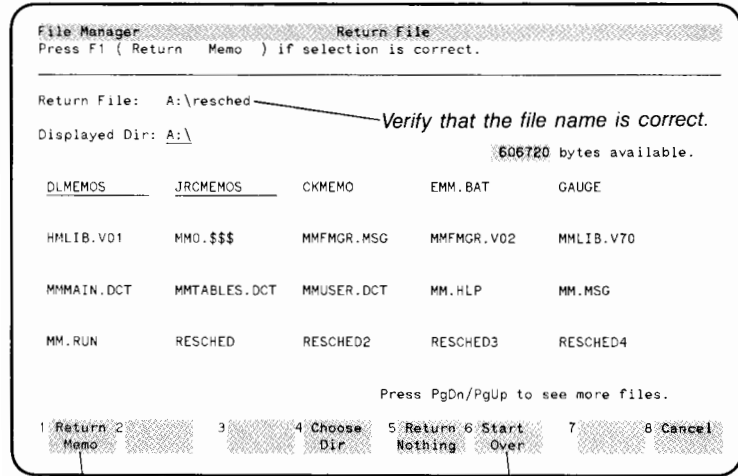 File Manager Return File
Press F1 ( Return Memo ) if selection is correct.
Return File: A:\resched
Verify that the file name is correct.
Displayed Dir: A:\
606720 bytes available.
DLMEMOS JRCMEMOS CKMEMO EMM.BAT GAUGE
HMLIB.V01 MMO.$$$ MMFMGR.MSG MMFMGR.V02 MMLIB.V70
MMMAIN.DCT MMTABLES.DCT MMUSER.DCT MM.HLP MM.MSG
MM.RUN RESCHED RESCHED2 RESCHED3 RESCHED4
Press PgDn/PgUp to see more files.
1 Return 2 3 4 Choose 5 Return 6 Start 7 8 Cancel
Memo Dir Nothing Over